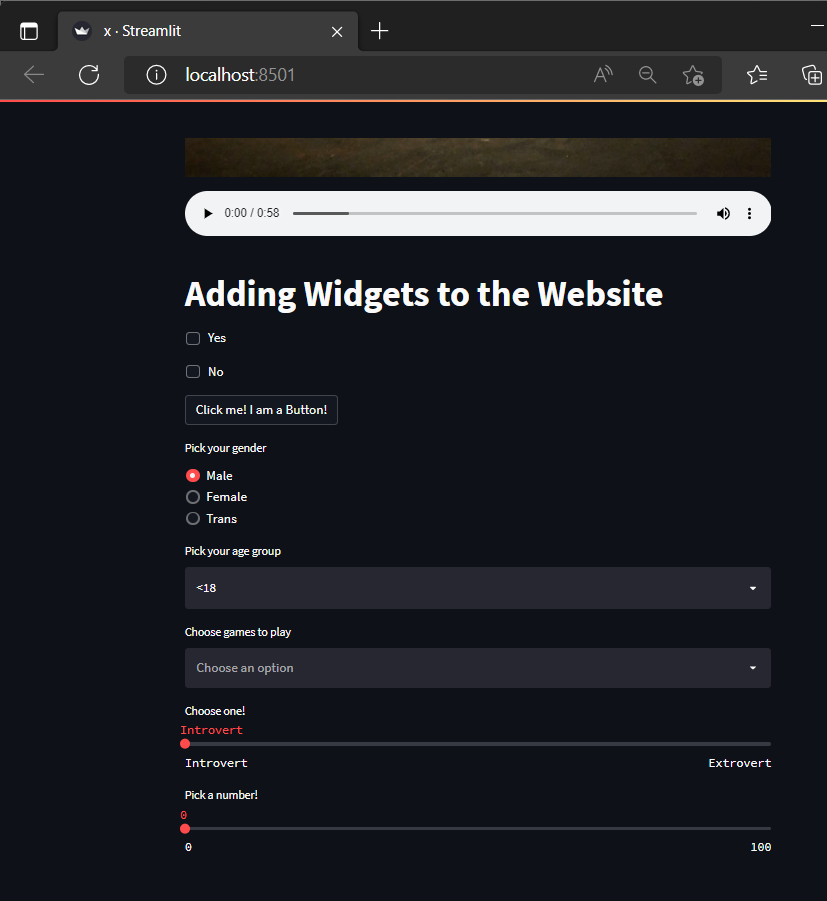 x · Streamlit
localhost:8501
0:00 / 0:58
Adding Widgets to the Website
Yes
No
Click me! I am a Button!
Pick your gender
Male
Female
Trans
Pick your age group
<18
Choose games to play
Choose an option
Choose one!
Introvert
Introvert Extrovert
Pick a number!
0
0 100